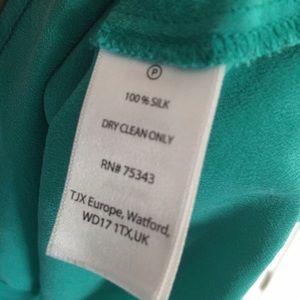 P
100% SILK
DRY CLEAN ONLY
RN# 75343
TJX Europe, Watford,
WD17 1TX,UK